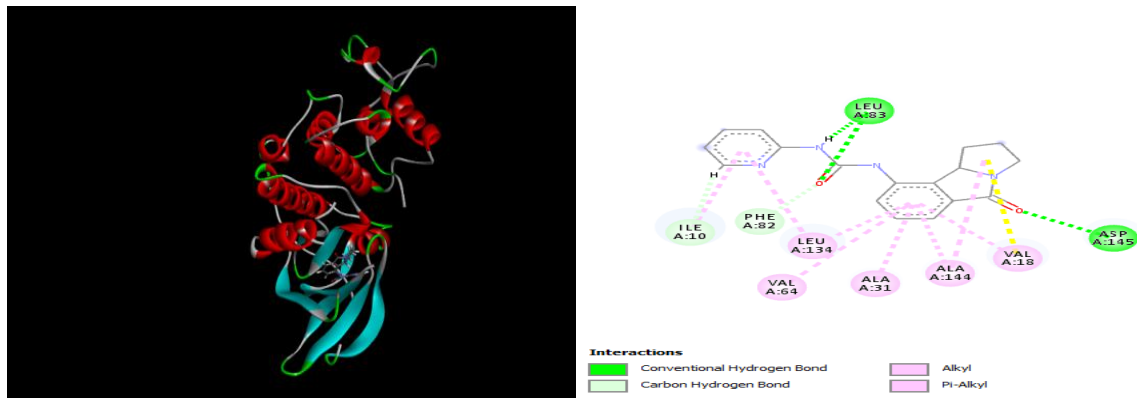 LEU
A:83
H
N
N
N
O
H
N
O
PHE
A:82
ILE
A:10
LEU
A:134
ASP
A:145
VAL
A:18
ALA
A:144
ALA
A:31
VAL
A:64
Interactions
Conventional Hydrogen Bond
Carbon Hydrogen Bond
Alkyl
Pi-Alkyl